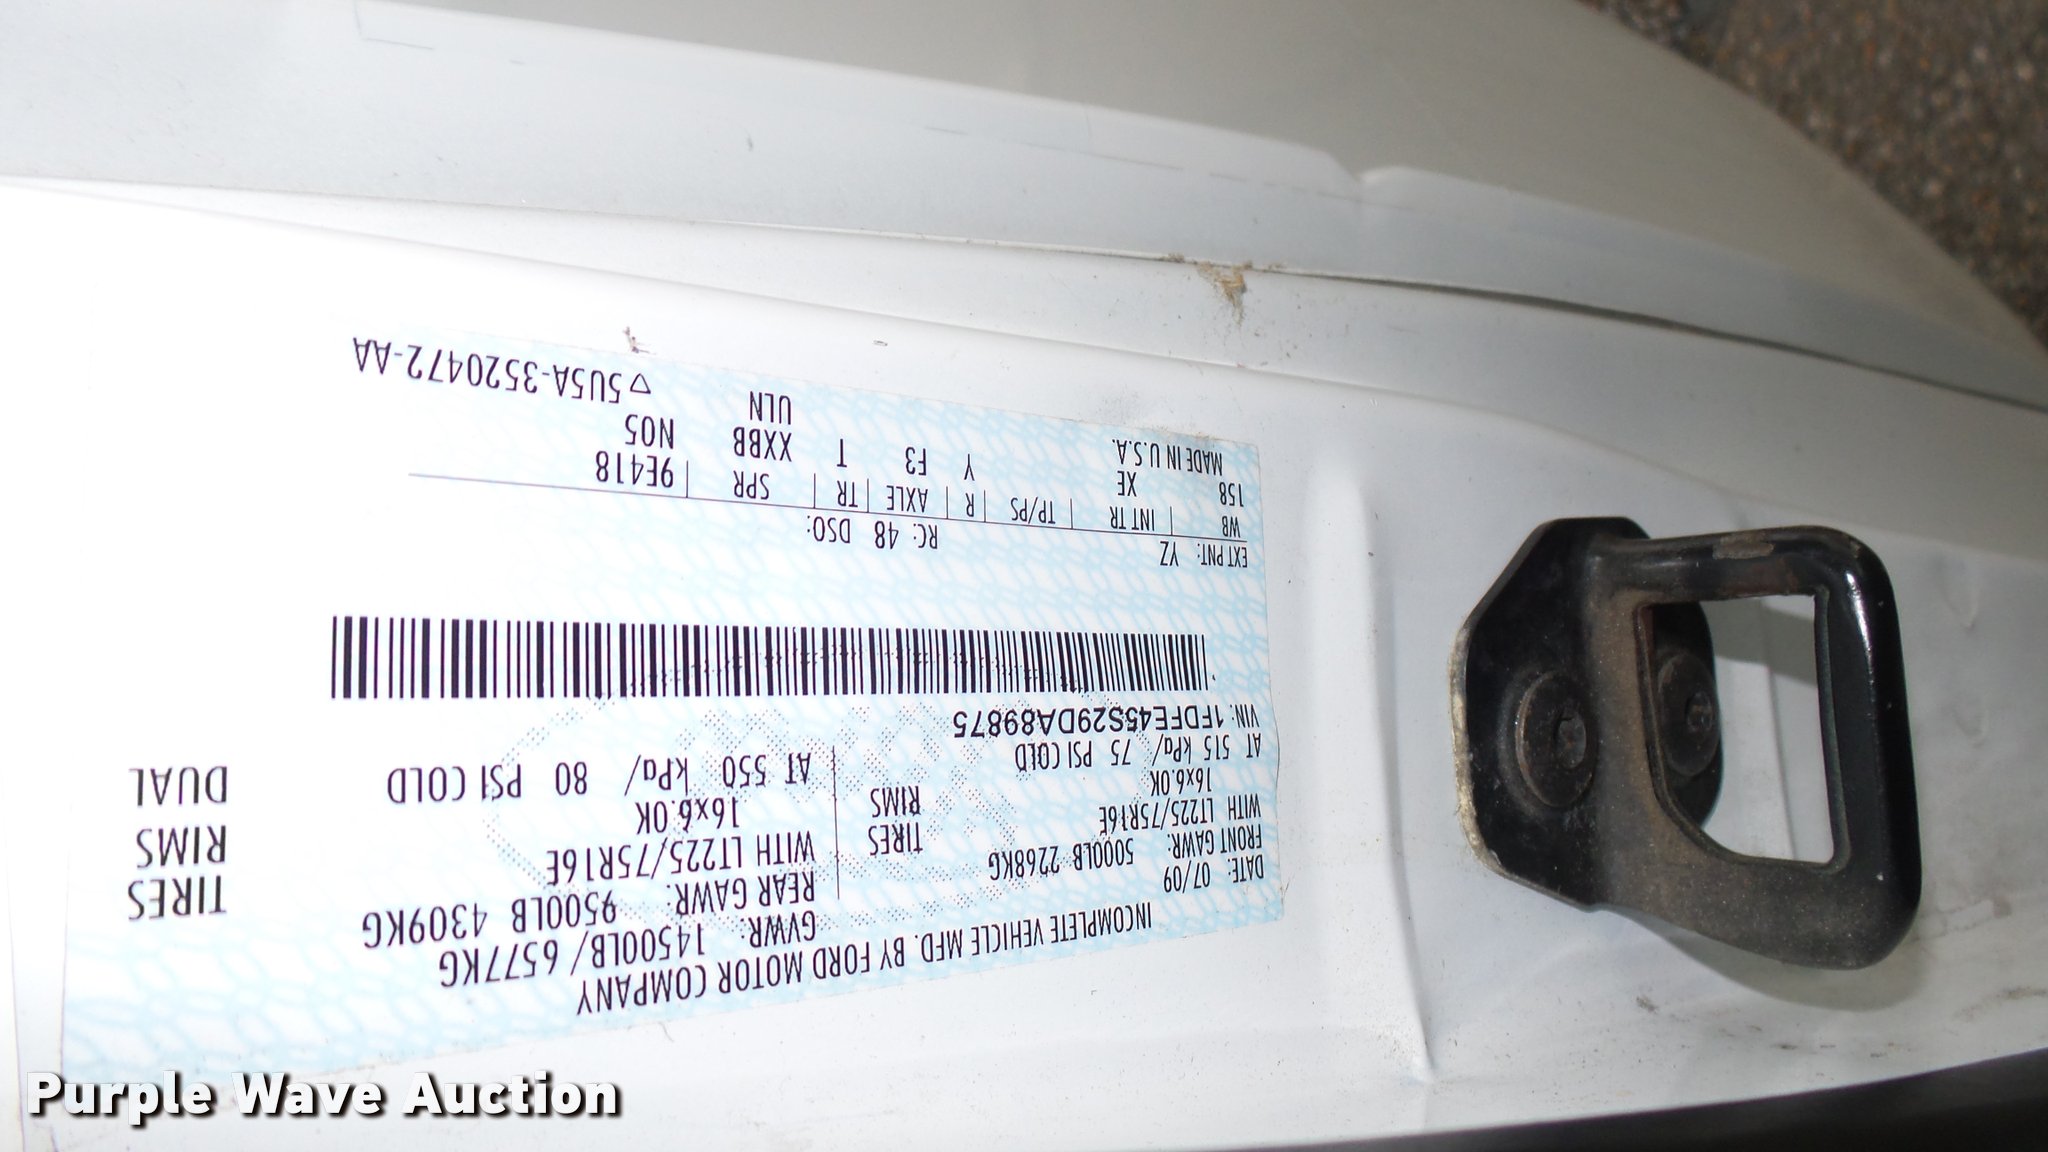 INCOMPLETE VEHICLE MFD. BY FORD MOTOR COMPANY
DATE: 07/09 GVWR: 14500LB/ 6577KG
FRONT GAWR: 5000LB 2268KG REAR GAWR: 9500LB 4309KG
WITH LT225/75R16E TIRES WITH LT225/75R16E TIRES
16x6.0K RIMS 16x6.0K RIMS
AT 515 kPa/ 75 PSI COLD AT 550 kPa/ 80 PSI COLD DUAL
VIN: 1FDFE45S29DA89875
EXT PNT: YZ RC: 48 DSO:
WB | INT TR | TP/PS | R | AXLE | TR | SPR | 9E418
158 XE Y F3 T XXBB N05
MADE IN U.S.A. ULN ▽5U5A-3520472-AA
Purple Wave Auction